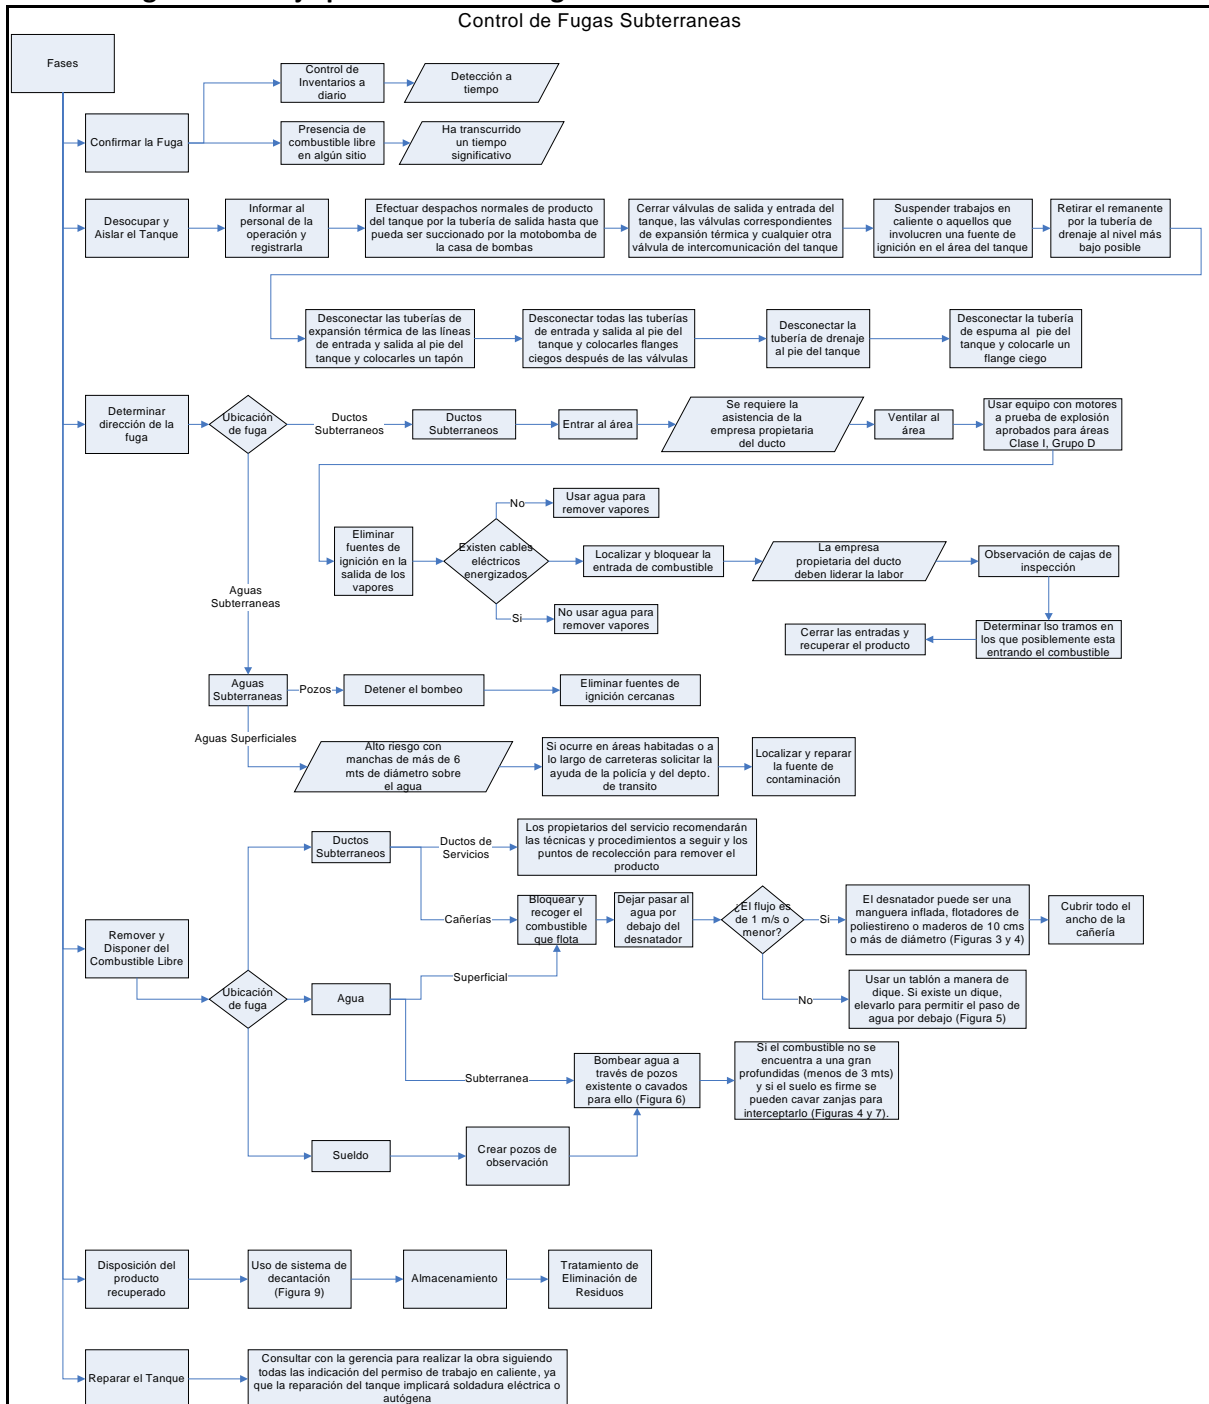 Control de Fugas Subterraneas
Fases
Confirmar la Fuga
Control de
Inventarios a
diario
Detección a
tiempo
Presencia de
combustible libre
en algún sitio
Ha transcurrido
un tiempo
significativo
Desocupar y
Aislar el Tanque
Informar al
personal de la
operación y
registrarla
Efectuar despachos normales de producto
del tanque por la tubería de salida hasta que
pueda ser succionado por la motobomba de
la casa de bombas
Cerrar válvulas de salida y entrada del
tanque, las válvulas correspondientes
de expansión térmica y cualquier otra
válvula de intercomunicación del tanque
Suspender trabajos en
caliente o aquellos que
involucren una fuente de
ignición en el área del tanque
Retirar el remanente
por la tubería de
drenaje al nivel más
bajo posible
Desconectar las tuberías de
expansión térmica de las líneas
de entrada y salida al pie del
tanque y colocarles un tapón
Desconectar todas las tuberías
de entrada y salida al pie del
tanque y colocarles flanges
ciegos después de las válvulas
Desconectar la
tubería de drenaje
al pie del tanque
Desconectar la tubería
de espuma al pie del
tanque y colocarle un
flange ciego
Determinar
dirección de la
fuga
Ubicación
de fuga
Ductos
Subterraneos
Ductos
Subterraneos
Entrar al área
Se requiere la
asistencia de la
empresa propietaria
del ducto
Ventilar al
área
Usar equipo con motores
a prueba de explosión
aprobados para áreas
Clase I, Grupo D
Eliminar
fuentes de
ignición en la
salida de los
vapores
Existen cables
eléctricos
energizados
No
Usar agua para
remover vapores
Localizar y bloquear la
entrada de combustible
La empresa
propietaria del ducto
deben liderar la labor
Observación de cajas de
inspección
Si
No usar agua para
remover vapores
Determinar lso tramos en
los que posiblemente esta
entrando el combustible
Cerrar las entradas y
recuperar el producto
Aguas
Subterraneas
Aguas
Subterraneas
Pozos
Detener el bombeo
Eliminar fuentes de
ignición cercanas
Aguas Superficiales
Alto riesgo con
manchas de más de 6
mts de diámetro sobre
el agua
Si ocurre en áreas habitadas o a
lo largo de carreteras solicitar la
ayuda de la policía y del depto.
de transito
Localizar y reparar
la fuente de
contaminación
Remover y
Disponer del
Combustible Libre
Ubicación
de fuga
Ductos
Subterraneos
Ductos de
Servicios
Los propietarios del servicio recomendarán
las técnicas y procedimientos a seguir y los
puntos de recolección para remover el
producto
Cañerías
Bloquear y
recoger el
combustible
que flota
Dejar pasar al
agua por
debajo del
desnatador
¿El flujo es
de 1 m/s o
menor?
Si
El desnatador puede ser una
manguera inflada, flotadores de
poliestireno o maderos de 10 cms
o más de diámetro (Figuras 3 y 4)
Cubrir todo el
ancho de la
cañería
No
Usar un tablón a manera de
dique. Si existe un dique,
elevarlo para permitir el paso de
agua por debajo (Figura 5)
Agua
Superficial
Subterranea
Bombear agua a
través de pozos
existente o cavados
para ello (Figura 6)
Si el combustible no se
encuentra a una gran
profundidas (menos de 3 mts)
y si el suelo es firme se
pueden cavar zanjas para
interceptarlo (Figuras 4 y 7).
Sueldo
Crear pozos de
observación
Disposición del
producto
recuperado
Uso de sistema de
decantación
(Figura 9)
Almacenamiento
Tratamiento de
Eliminación de
Residuos
Reparar el Tanque
Consultar con la gerencia para realizar la obra siguiendo
todas las indicación del permiso de trabajo en caliente, ya
que la reparación del tanque implicará soldadura eléctrica o
autógena